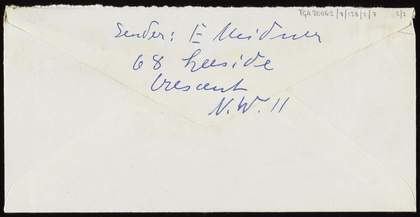 Sender: E Meidner
68 Leeside
Crescent
N.W. 11